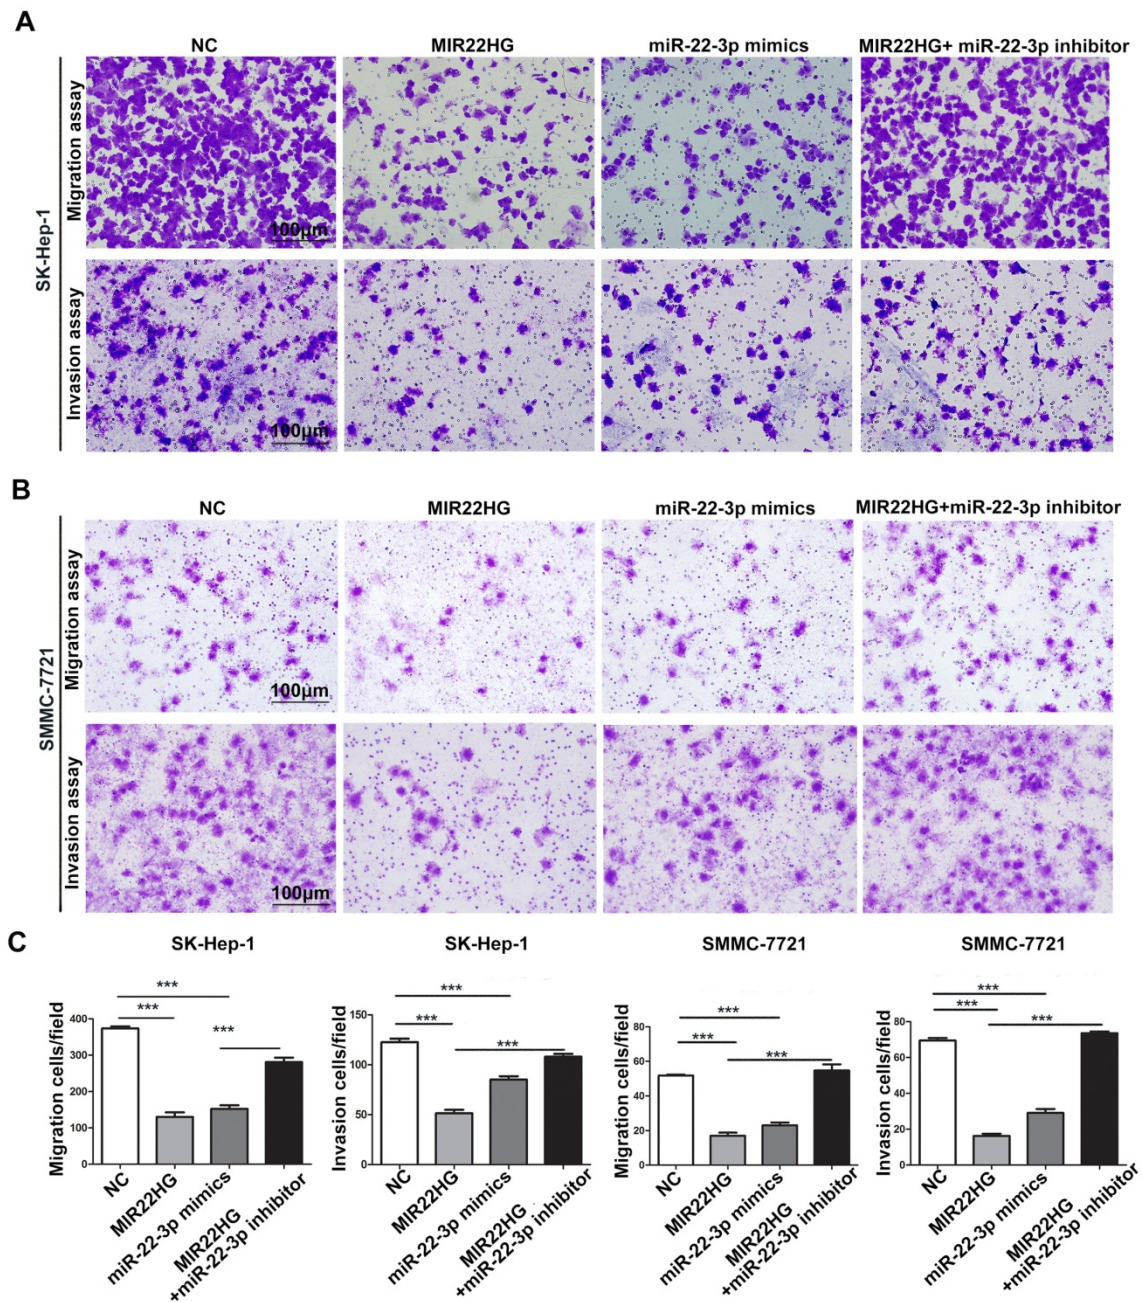 A
NC MIR22HG miR-22-3p mimics MIR22HG+ miR-22-3p inhibitor
SK-Hep-1
Migration assay
100μm
Invasion assay
100μm
B
NC MIR22HG miR-22-3p mimics MIR22HG+miR-22-3p inhibitor
SMMC-7721
Migration assay
100μm
Invasion assay
100μm
C
SK-Hep-1
Migration cells/field
400
300
200
100
0
***
***
***
NC
MIR22HG
miR-22-3p mimics
MIR22HG
+miR-22-3p inhibitor
SK-Hep-1
Invasion cells/field
150
100
50
0
***
***
***
NC
MIR22HG
miR-22-3p mimics
MIR22HG
+miR-22-3p inhibitor
SMMC-7721
Migration cells/field
80
60
40
20
0
***
***
***
NC
MIR22HG
miR-22-3p mimics
MIR22HG
+miR-22-3p inhibitor
SMMC-7721
Invasion cells/field
80
60
40
20
0
***
***
***
NC
MIR22HG
miR-22-3p mimics
MIR22HG
+miR-22-3p inhibitor